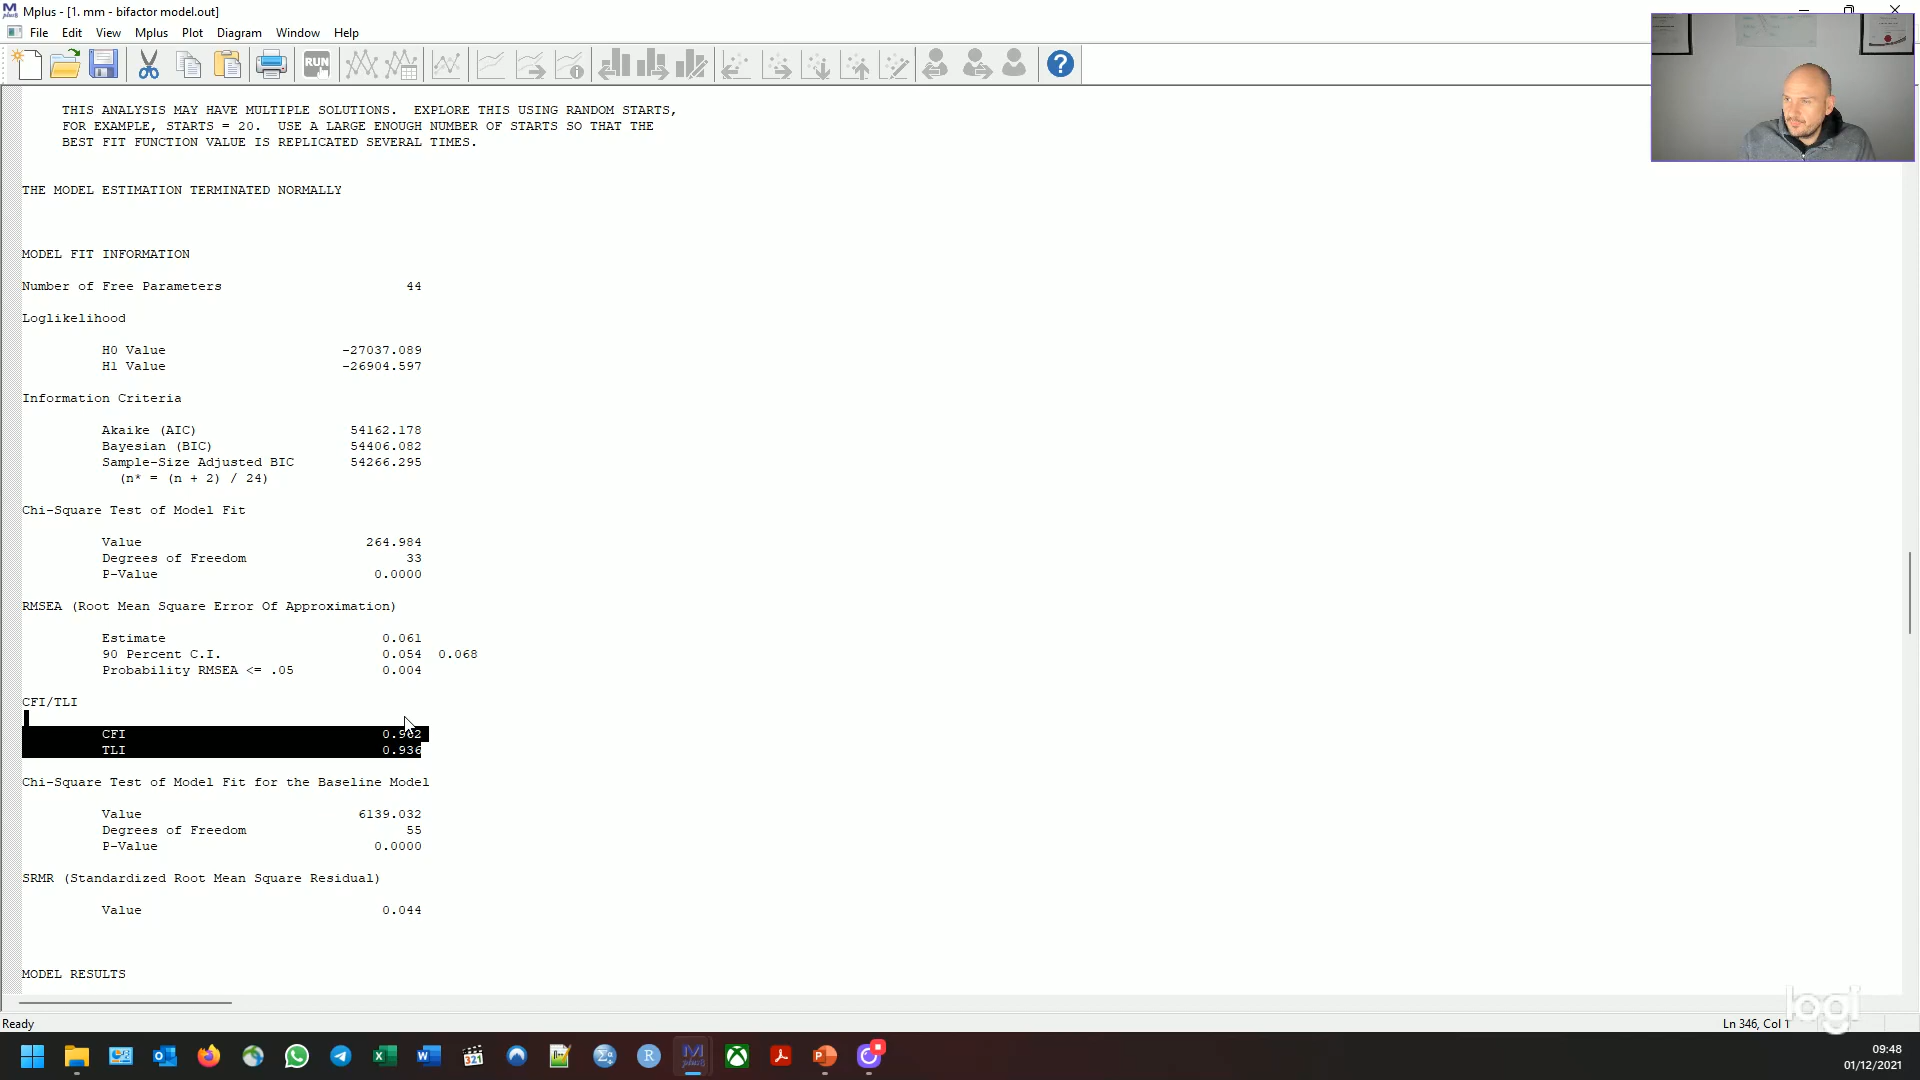 Mplus - [1. mm - bifactor model.out]
File Edit View Mplus Plot Diagram Window Help
RUN
THIS ANALYSIS MAY HAVE MULTIPLE SOLUTIONS. EXPLORE THIS USING RANDOM STARTS,
FOR EXAMPLE, STARTS = 20. USE A LARGE ENOUGH NUMBER OF STARTS SO THAT THE
BEST FIT FUNCTION VALUE IS REPLICATED SEVERAL TIMES.
THE MODEL ESTIMATION TERMINATED NORMALLY
MODEL FIT INFORMATION
Number of Free Parameters 44
Loglikelihood
H0 Value -27037.089
H1 Value -26904.597
Information Criteria
Akaike (AIC) 54162.178
Bayesian (BIC) 54406.082
Sample-Size Adjusted BIC 54266.295
(n* = (n + 2) / 24)
Chi-Square Test of Model Fit
Value 264.984
Degrees of Freedom 33
P-Value 0.0000
RMSEA (Root Mean Square Error Of Approximation)
Estimate 0.061
90 Percent C.I. 0.054 0.068
Probability RMSEA <= .05 0.004
CFI/TLI
CFI 0.962
TLI 0.936
Chi-Square Test of Model Fit for the Baseline Model
Value 6139.032
Degrees of Freedom 55
P-Value 0.0000
SRMR (Standardized Root Mean Square Residual)
Value 0.044
MODEL RESULTS
logi
Ready Ln 346, Col 1
321
09:48
01/12/2021